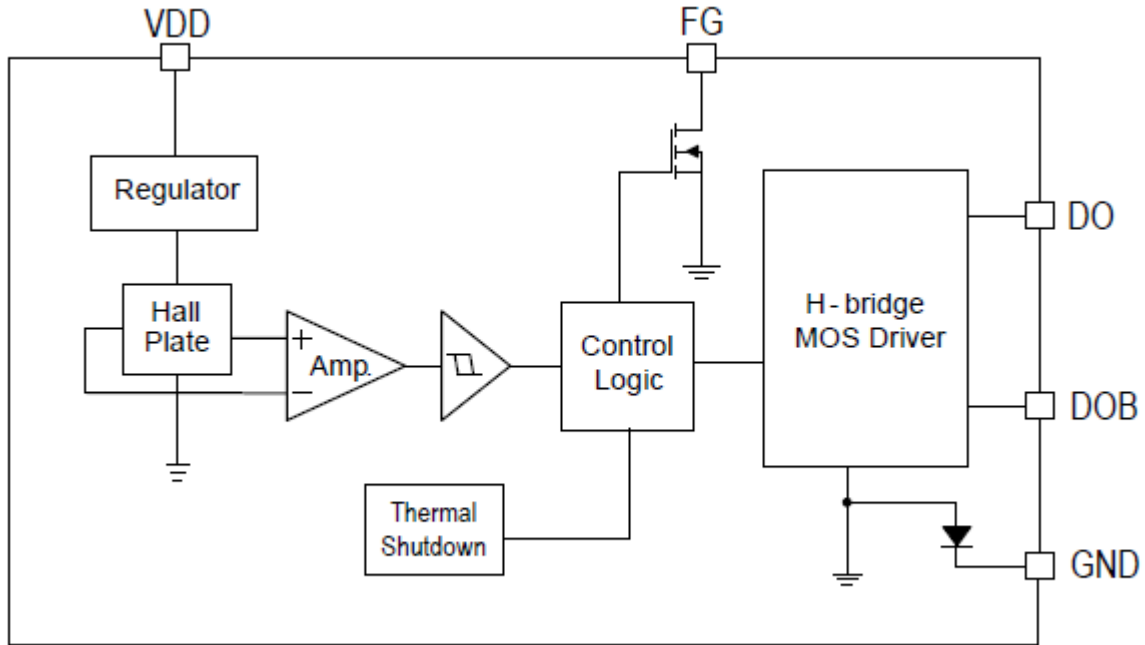 VDD
FG
Regulator
Hall
Plate
+
Amp.
−
Control
Logic
H - bridge
MOS Driver
DO
DOB
Thermal
Shutdown
GND